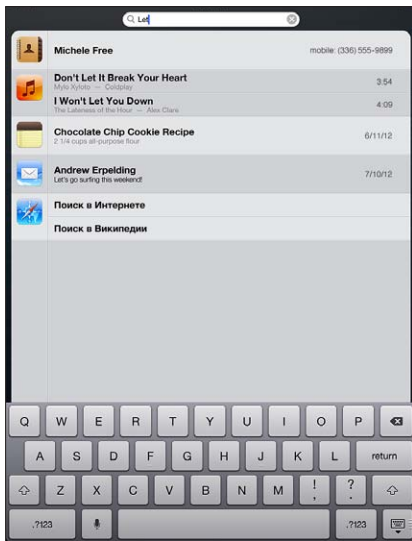 Let
Michele Free mobile: (336) 555-9899
Don't Let It Break Your Heart 3:54
Mylo Xyloto — Coldplay
I Won't Let You Down 4:09
The Lateness of the Hour — Alex Clare
Chocolate Chip Cookie Recipe 6/11/12
2 1/4 cups all-purpose flour
Andrew Erpelding 7/10/12
Let's go surfing this weekend!
Поиск в Интернете
Поиск в Википедии
Q W E R T Y U I O P
A S D F G H J K L return
Z X C V B N M ! , ? .
.?123 .?123